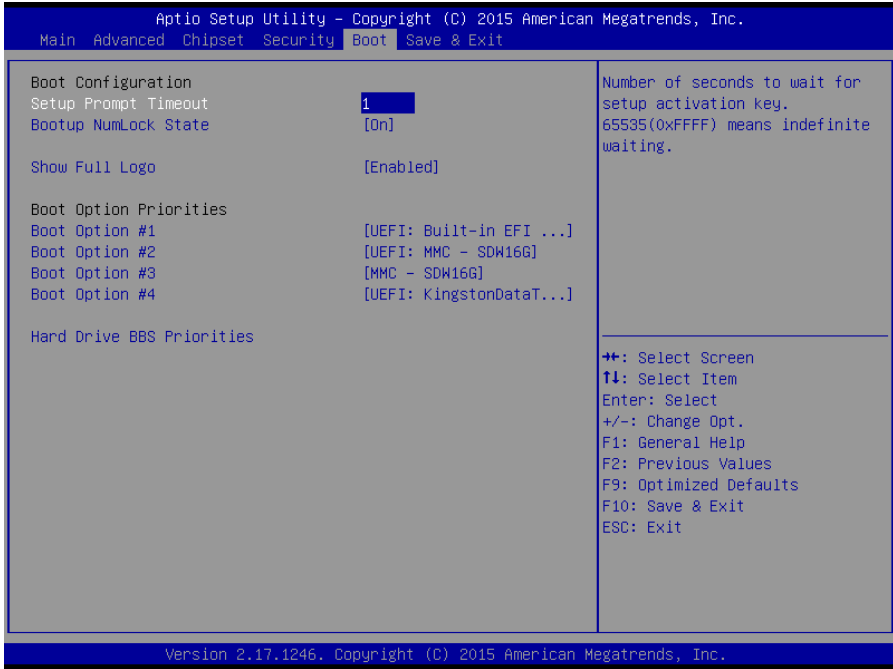 Aptio Setup Utility – Copyright (C) 2015 American Megatrends, Inc.
Main Advanced Chipset Security Boot Save & Exit
Boot Configuration
Setup Prompt Timeout 1
Bootup NumLock State [On]
Show Full Logo [Enabled]
Boot Option Priorities
Boot Option #1 [UEFI: Built-in EFI ...]
Boot Option #2 [UEFI: MMC - SDW16G]
Boot Option #3 [MMC - SDW16G]
Boot Option #4 [UEFI: KingstonDataT...]
Hard Drive BBS Priorities
Number of seconds to wait for
setup activation key.
65535(0xFFFF) means indefinite
waiting.
→←: Select Screen
↑↓: Select Item
Enter: Select
+/-: Change Opt.
F1: General Help
F2: Previous Values
F9: Optimized Defaults
F10: Save & Exit
ESC: Exit
Version 2.17.1246. Copyright (C) 2015 American Megatrends, Inc.